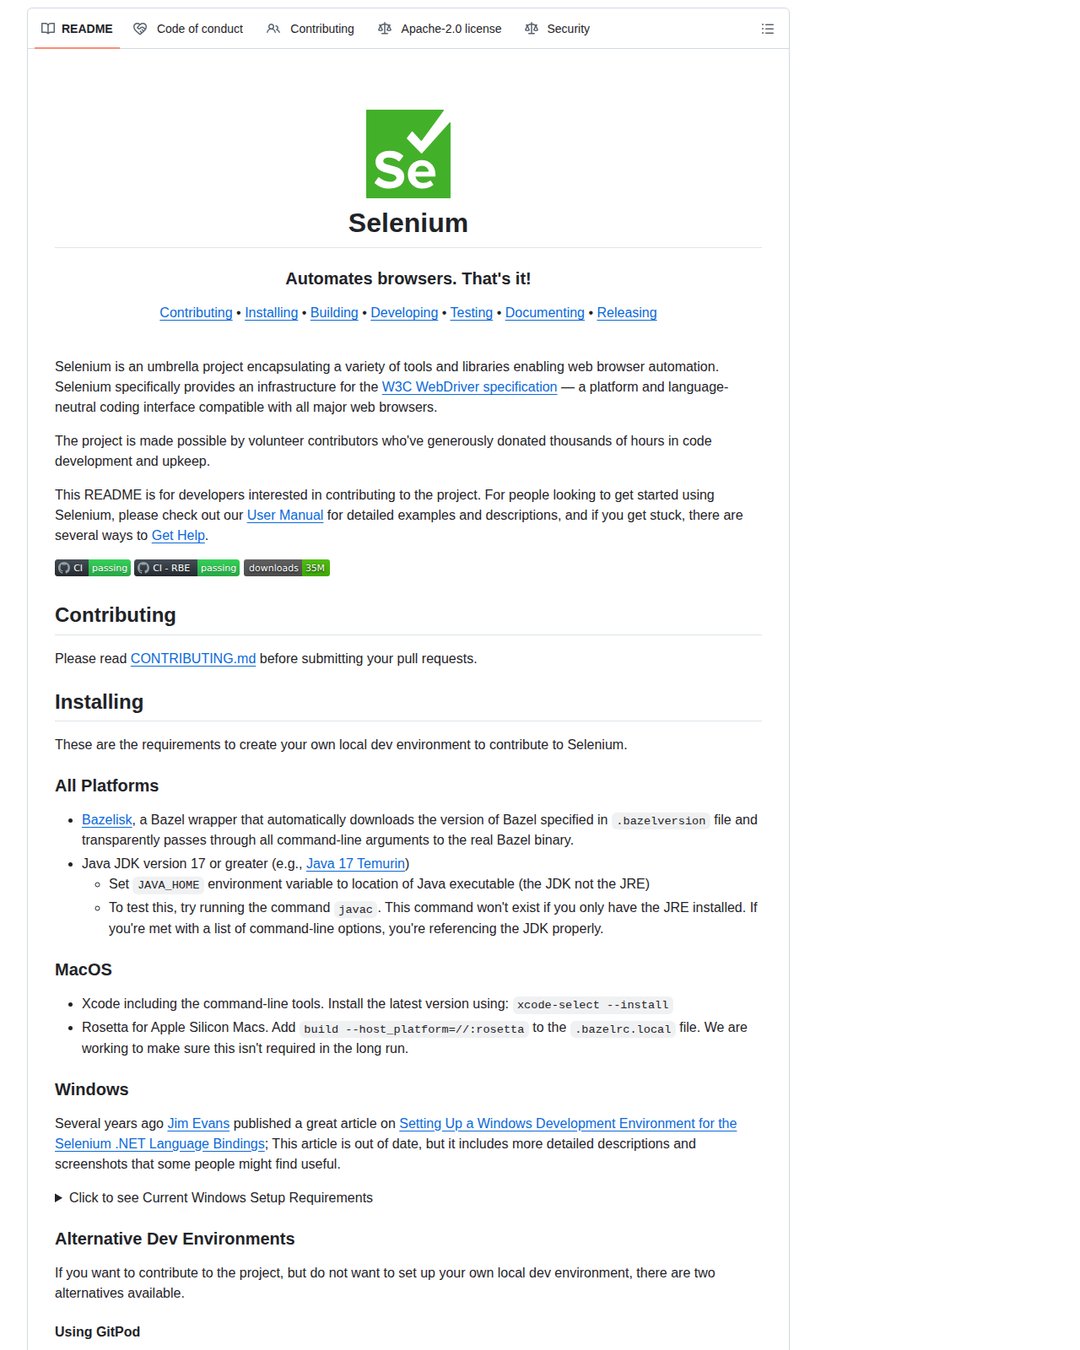 README Code of conduct Contributing Apache-2.0 license Security
Se
Selenium
Automates browsers. That's it!
Contributing • Installing • Building • Developing • Testing • Documenting • Releasing
Selenium is an umbrella project encapsulating a variety of tools and libraries enabling web browser automation.
Selenium specifically provides an infrastructure for the W3C WebDriver specification — a platform and language-
neutral coding interface compatible with all major web browsers.
The project is made possible by volunteer contributors who've generously donated thousands of hours in code
development and upkeep.
This README is for developers interested in contributing to the project. For people looking to get started using
Selenium, please check out our User Manual for detailed examples and descriptions, and if you get stuck, there are
several ways to Get Help.
CI passing CI - RBE passing downloads 35M
Contributing
Please read CONTRIBUTING.md before submitting your pull requests.
Installing
These are the requirements to create your own local dev environment to contribute to Selenium.
All Platforms
• Bazelisk, a Bazel wrapper that automatically downloads the version of Bazel specified in .bazelversion file and
transparently passes through all command-line arguments to the real Bazel binary.
• Java JDK version 17 or greater (e.g., Java 17 Temurin)
◦ Set JAVA_HOME environment variable to location of Java executable (the JDK not the JRE)
◦ To test this, try running the command javac. This command won't exist if you only have the JRE installed. If
you're met with a list of command-line options, you're referencing the JDK properly.
MacOS
• Xcode including the command-line tools. Install the latest version using: xcode-select --install
• Rosetta for Apple Silicon Macs. Add build --host_platform=//:rosetta to the .bazelrc.local file. We are
working to make sure this isn't required in the long run.
Windows
Several years ago Jim Evans published a great article on Setting Up a Windows Development Environment for the
Selenium .NET Language Bindings; This article is out of date, but it includes more detailed descriptions and
screenshots that some people might find useful.
▶ Click to see Current Windows Setup Requirements
Alternative Dev Environments
If you want to contribute to the project, but do not want to set up your own local dev environment, there are two
alternatives available.
Using GitPod